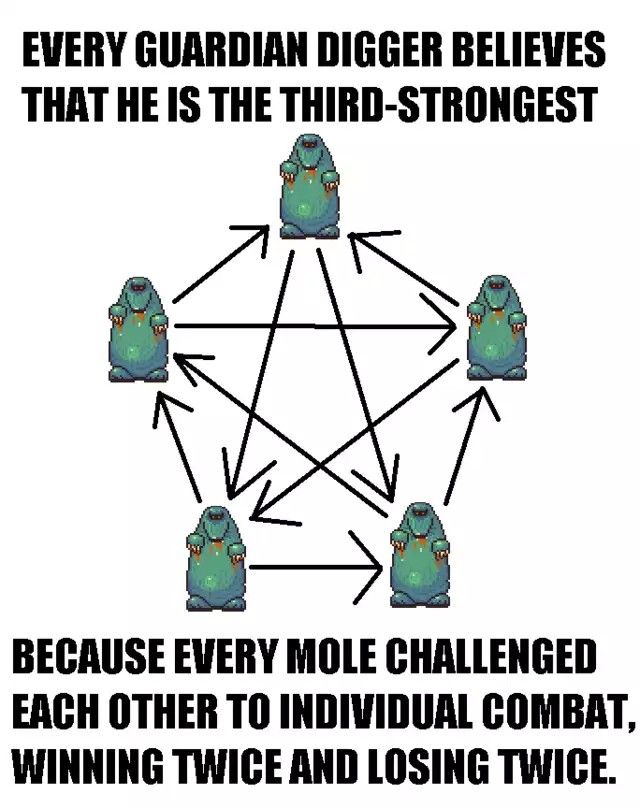 EVERY GUARDIAN DIGGER BELIEVES
THAT HE IS THE THIRD-STRONGEST
BECAUSE EVERY MOLE CHALLENGED
EACH OTHER TO INDIVIDUAL COMBAT,
WINNING TWICE AND LOSING TWICE.